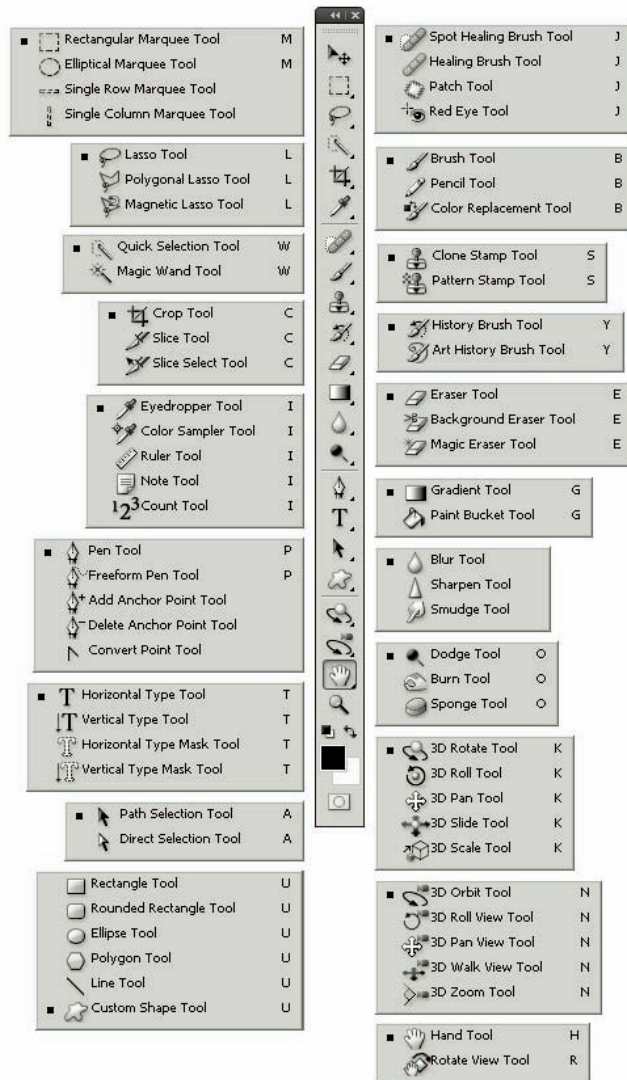 Rectangular Marquee Tool M
Elliptical Marquee Tool M
Single Row Marquee Tool
Single Column Marquee Tool
Lasso Tool L
Polygonal Lasso Tool L
Magnetic Lasso Tool L
Quick Selection Tool W
Magic Wand Tool W
Crop Tool C
Slice Tool C
Slice Select Tool C
Eyedropper Tool I
Color Sampler Tool I
Ruler Tool I
Note Tool I
123 Count Tool I
Pen Tool P
Freeform Pen Tool P
Add Anchor Point Tool
Delete Anchor Point Tool
Convert Point Tool
T Horizontal Type Tool T
T Vertical Type Tool T
T Horizontal Type Mask Tool T
T Vertical Type Mask Tool T
Path Selection Tool A
Direct Selection Tool A
Rectangle Tool U
Rounded Rectangle Tool U
Ellipse Tool U
Polygon Tool U
Line Tool U
Custom Shape Tool U
T
Spot Healing Brush Tool J
Healing Brush Tool J
Patch Tool J
Red Eye Tool J
Brush Tool B
Pencil Tool B
Color Replacement Tool B
Clone Stamp Tool S
Pattern Stamp Tool S
History Brush Tool Y
Art History Brush Tool Y
Eraser Tool E
Background Eraser Tool E
Magic Eraser Tool E
Gradient Tool G
Paint Bucket Tool G
Blur Tool
Sharpen Tool
Smudge Tool
Dodge Tool O
Burn Tool O
Sponge Tool O
3D Rotate Tool K
3D Roll Tool K
3D Pan Tool K
3D Slide Tool K
3D Scale Tool K
3D Orbit Tool N
3D Roll View Tool N
3D Pan View Tool N
3D Walk View Tool N
3D Zoom Tool N
Hand Tool H
Rotate View Tool R